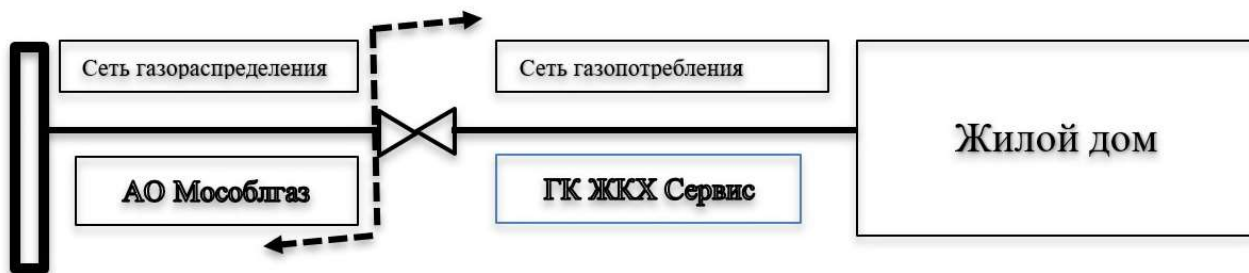 Сеть газораспределения
Сеть газопотребления
Жилой дом
АО Мособлгаз
ГК ЖКХ Сервис